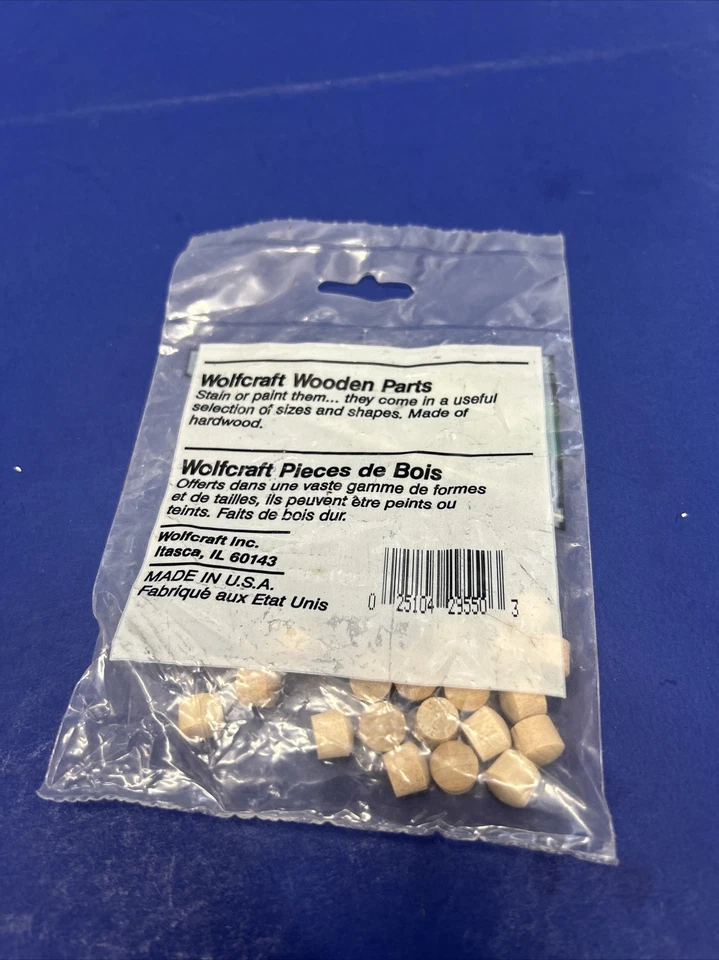 Wolfcraft Wooden Parts
Stain or paint them... they come in a useful
selection of sizes and shapes. Made of
hardwood.
Wolfcraft Pieces de Bois
Offerts dans une vaste gamme de formes
et de tailles, ils peuvent être peints ou
teints. Faits de bois dur.
Wolfcraft Inc.
Itasca, IL 60143
MADE IN U.S.A.
Fabriqué aux Etat Unis
0 25104 29550 3